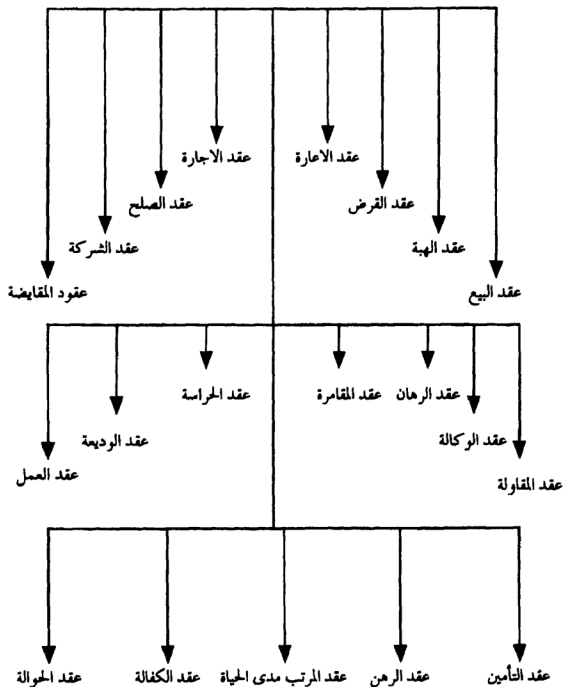 عقد الاعارة
عقد الاجارة
عقد القرض
عقد الصلح
عقد الهبة
عقد الشركة
عقد البيع
عقود المقايضة
عقد الرهان
عقد المقامرة
عقد الحراسة
عقد الوكالة
عقد الوديعة
عقد المقاولة
عقد العمل
عقد التأمين
عقد الرهن
عقد المرتب مدى الحياة
عقد الكفالة
عقد الحوالة